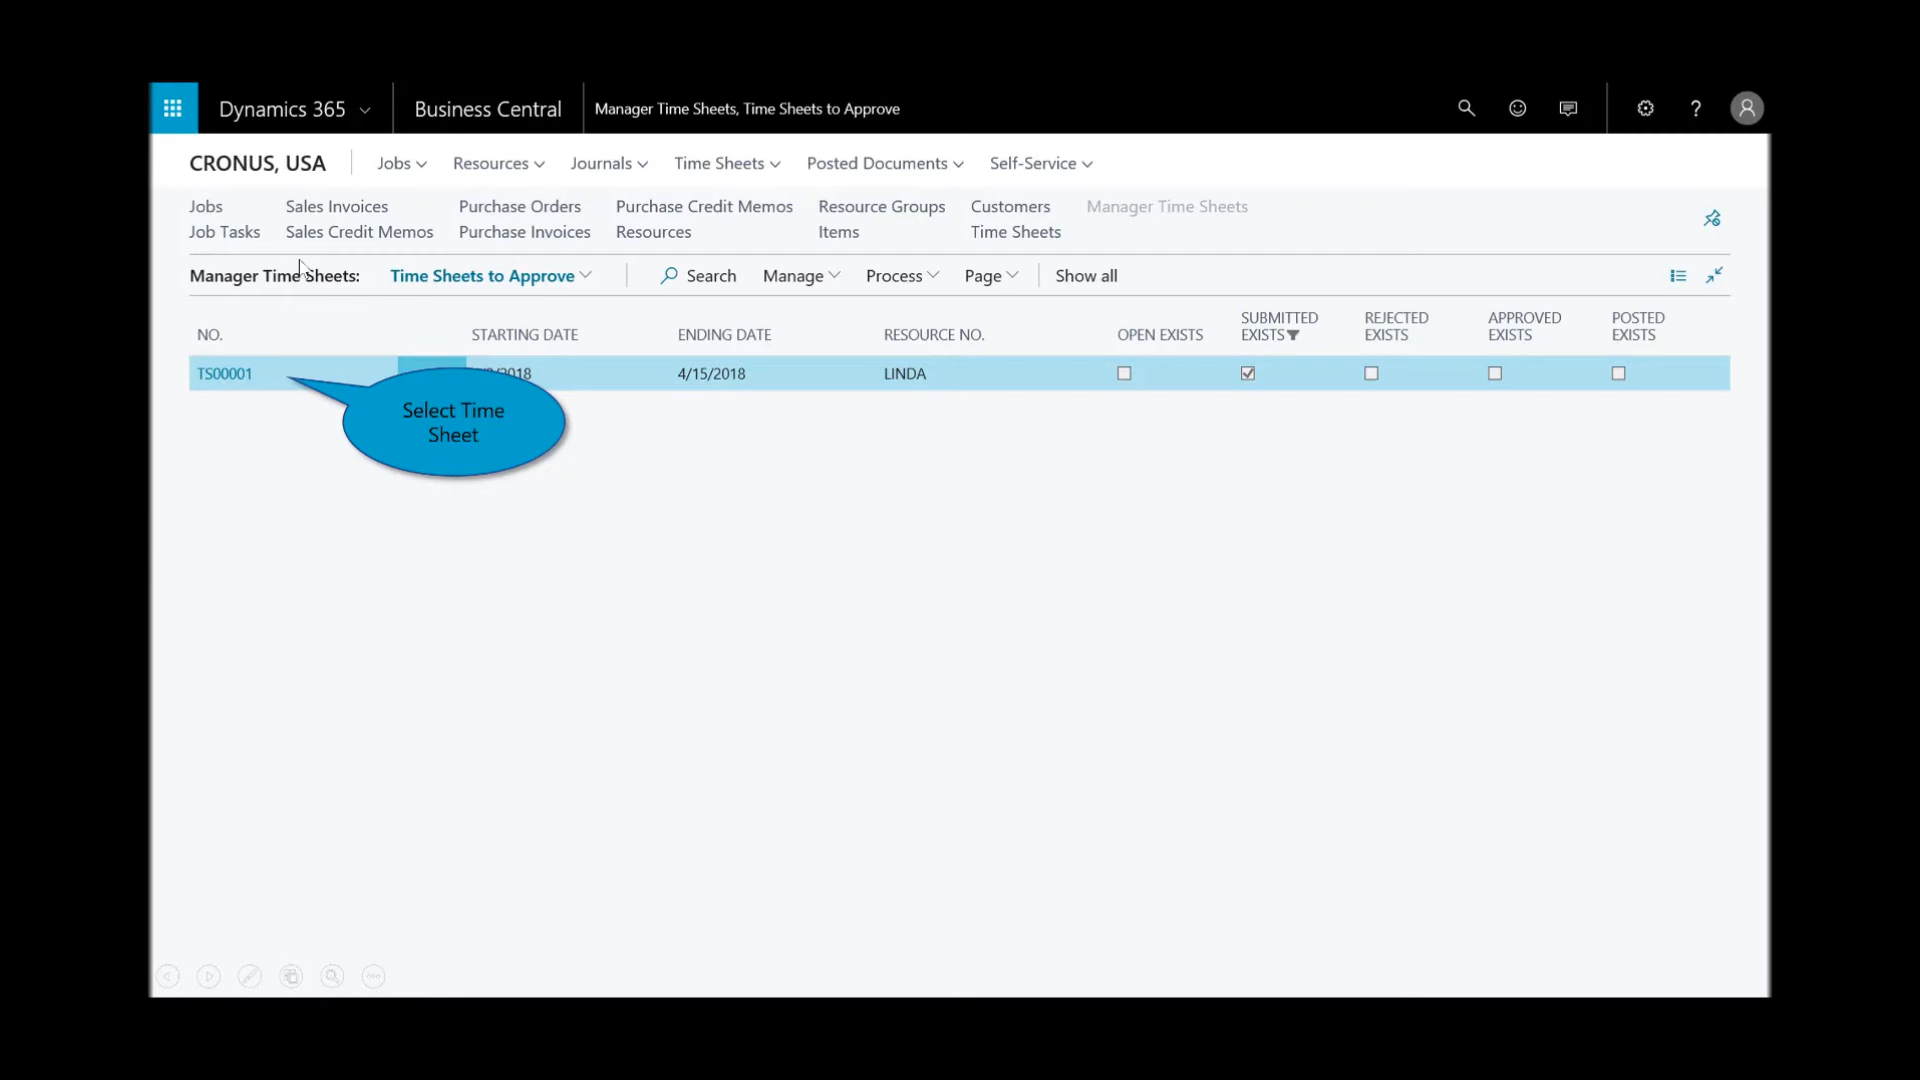 Dynamics 365 Business Central Manager Time Sheets, Time Sheets to Approve
CRONUS, USA Jobs Resources Journals Time Sheets Posted Documents Self-Service
Jobs Sales Invoices Purchase Orders Purchase Credit Memos Resource Groups Customers Manager Time Sheets
Job Tasks Sales Credit Memos Purchase Invoices Resources Items Time Sheets
Manager Time Sheets: Time Sheets to Approve Search Manage Process Page Show all
NO. STARTING DATE ENDING DATE RESOURCE NO. OPEN EXISTS SUBMITTED EXISTS REJECTED EXISTS APPROVED EXISTS POSTED EXISTS
TS00001 4/15/2018 LINDA
Select Time
Sheet